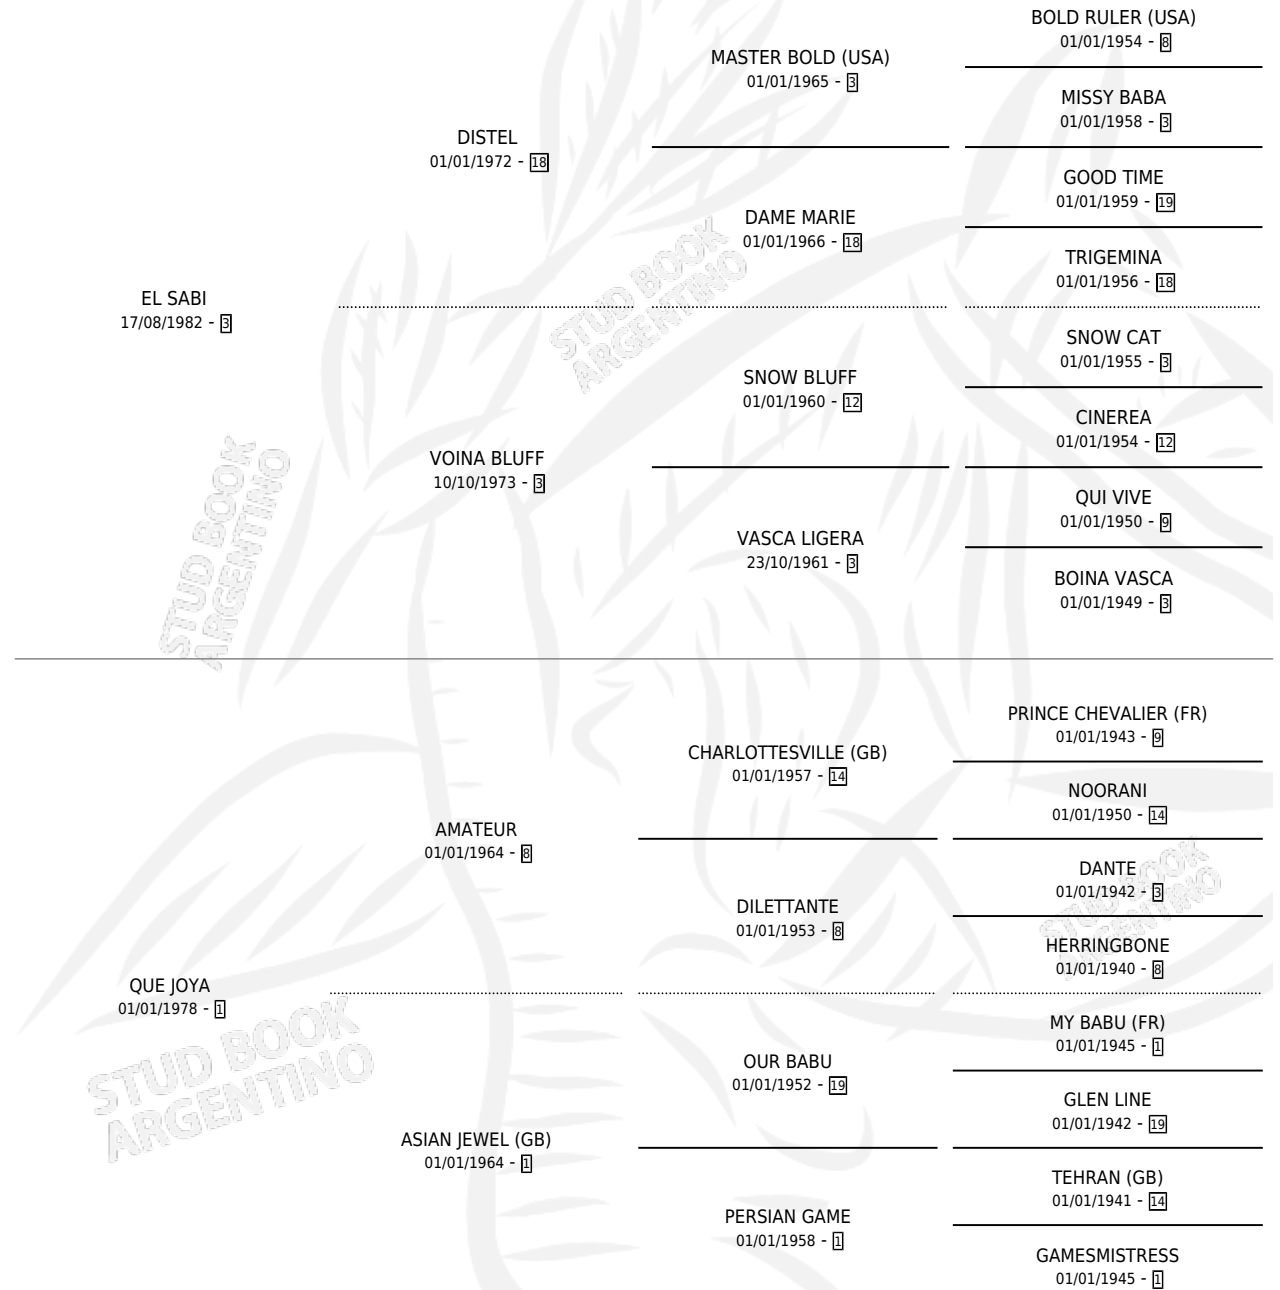 BOLD RULER (USA)
01/01/1954 - 8
MASTER BOLD (USA)
01/01/1965 - 3
MISSY BABA
01/01/1958 - 3
DISTEL
01/01/1972 - 18
GOOD TIME
01/01/1959 - 19
DAME MARIE
01/01/1966 - 18
TRIGEMINA
01/01/1956 - 18
EL SABI
17/08/1982 - 3
STUD BOOK
ARGENTINO
SNOW CAT
01/01/1955 - 3
SNOW BLUFF
01/01/1960 - 12
CINEREA
01/01/1954 - 12
VOINA BLUFF
10/10/1973 - 3
QUI VIVE
01/01/1950 - 9
VASCA LIGERA
23/10/1961 - 3
BOINA VASCA
01/01/1949 - 3
STUD BOOK
ARGENTINO
PRINCE CHEVALIER (FR)
01/01/1943 - 9
CHARLOTTESVILLE (GB)
01/01/1957 - 14
NOORANI
01/01/1950 - 14
AMATEUR
01/01/1964 - 8
DANTE
01/01/1942 - 3
DILETTANTE
01/01/1953 - 8
STUD BOOK
ARGENTINO
HERRINGBONE
01/01/1940 - 8
QUE JOYA
01/01/1978 - 1
STUD BOOK
ARGENTINO
MY BABU (FR)
01/01/1945 - 1
OUR BABU
01/01/1952 - 19
GLEN LINE
01/01/1942 - 19
ASIAN JEWEL (GB)
01/01/1964 - 1
TEHRAN (GB)
01/01/1941 - 14
PERSIAN GAME
01/01/1958 - 1
GAMESMISTRESS
01/01/1945 - 1